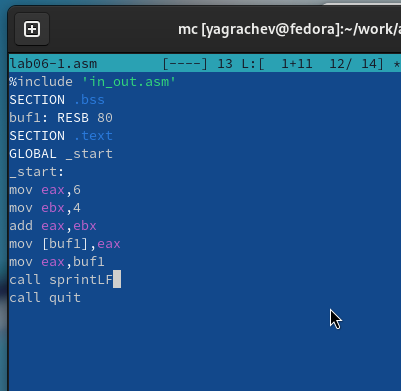 mc [yagrachev@fedora]:~/work/a
lab06-1.asm [----] 13 L:[ 1+11 12/ 14] *
%include 'in_out.asm'
SECTION .bss
buf1: RESB 80
SECTION .text
GLOBAL _start
_start:
mov eax,6
mov ebx,4
add eax,ebx
mov [buf1],eax
mov eax,buf1
call sprintLF
call quit